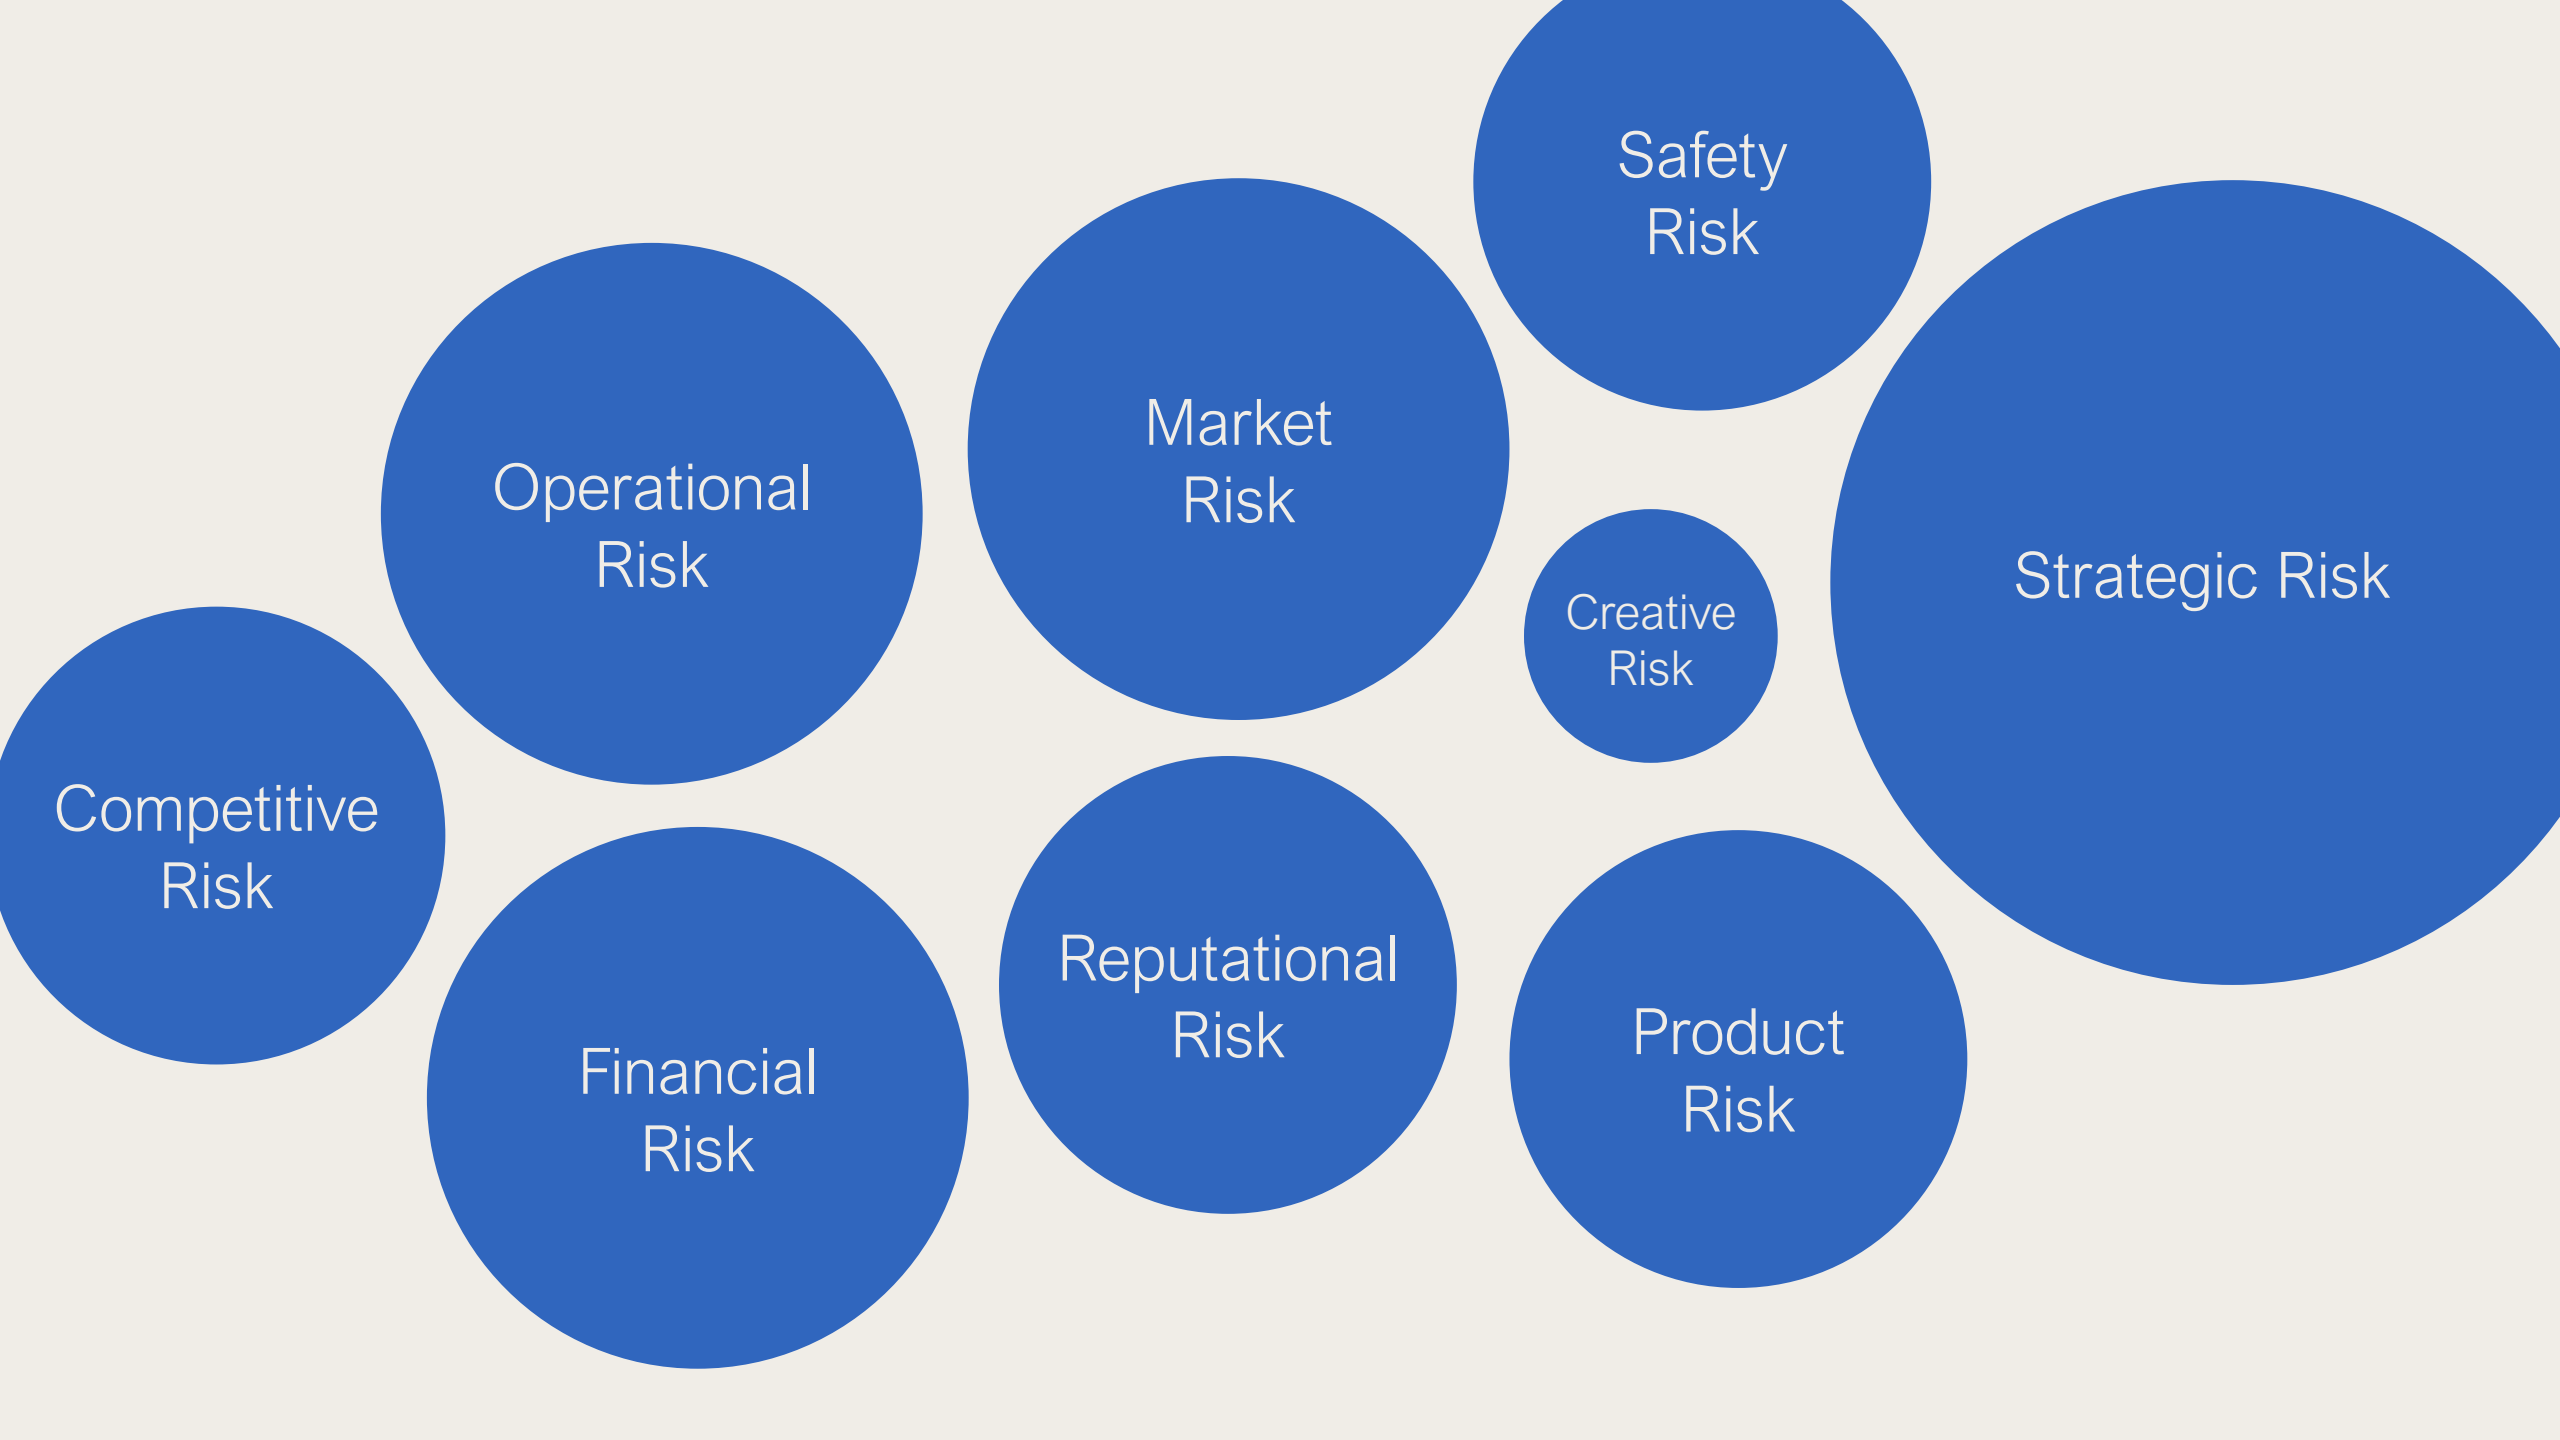 Safety
Risk
Market
Risk
Operational
Risk
Strategic Risk
Creative
Risk
Competitive
Risk
Reputational
Risk
Product
Risk
Financial
Risk